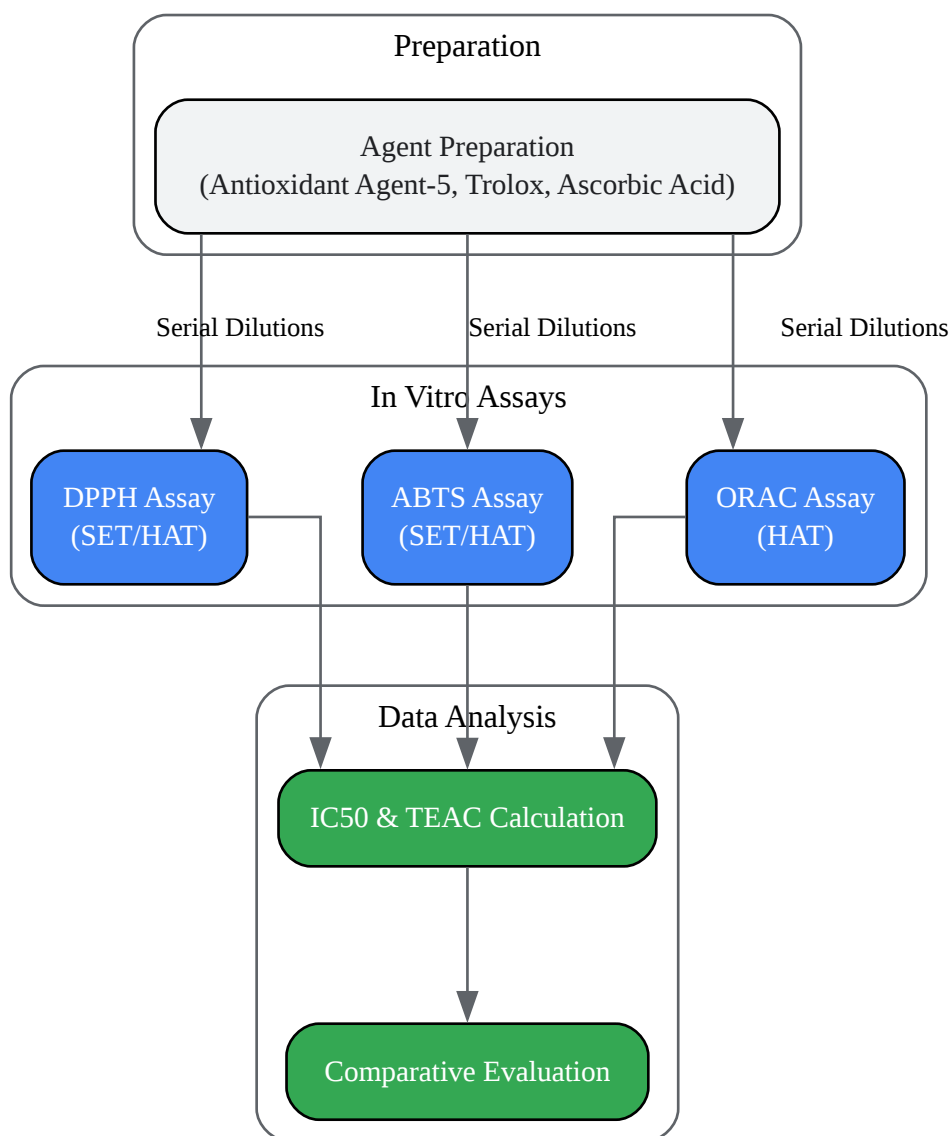 Preparation
Agent Preparation
(Antioxidant Agent-5, Trolox, Ascorbic Acid)
Serial Dilutions
Serial Dilutions
Serial Dilutions
In Vitro Assays
DPPH Assay
(SET/HAT)
ABTS Assay
(SET/HAT)
ORAC Assay
(HAT)
Data Analysis
IC50 & TEAC Calculation
Comparative Evaluation